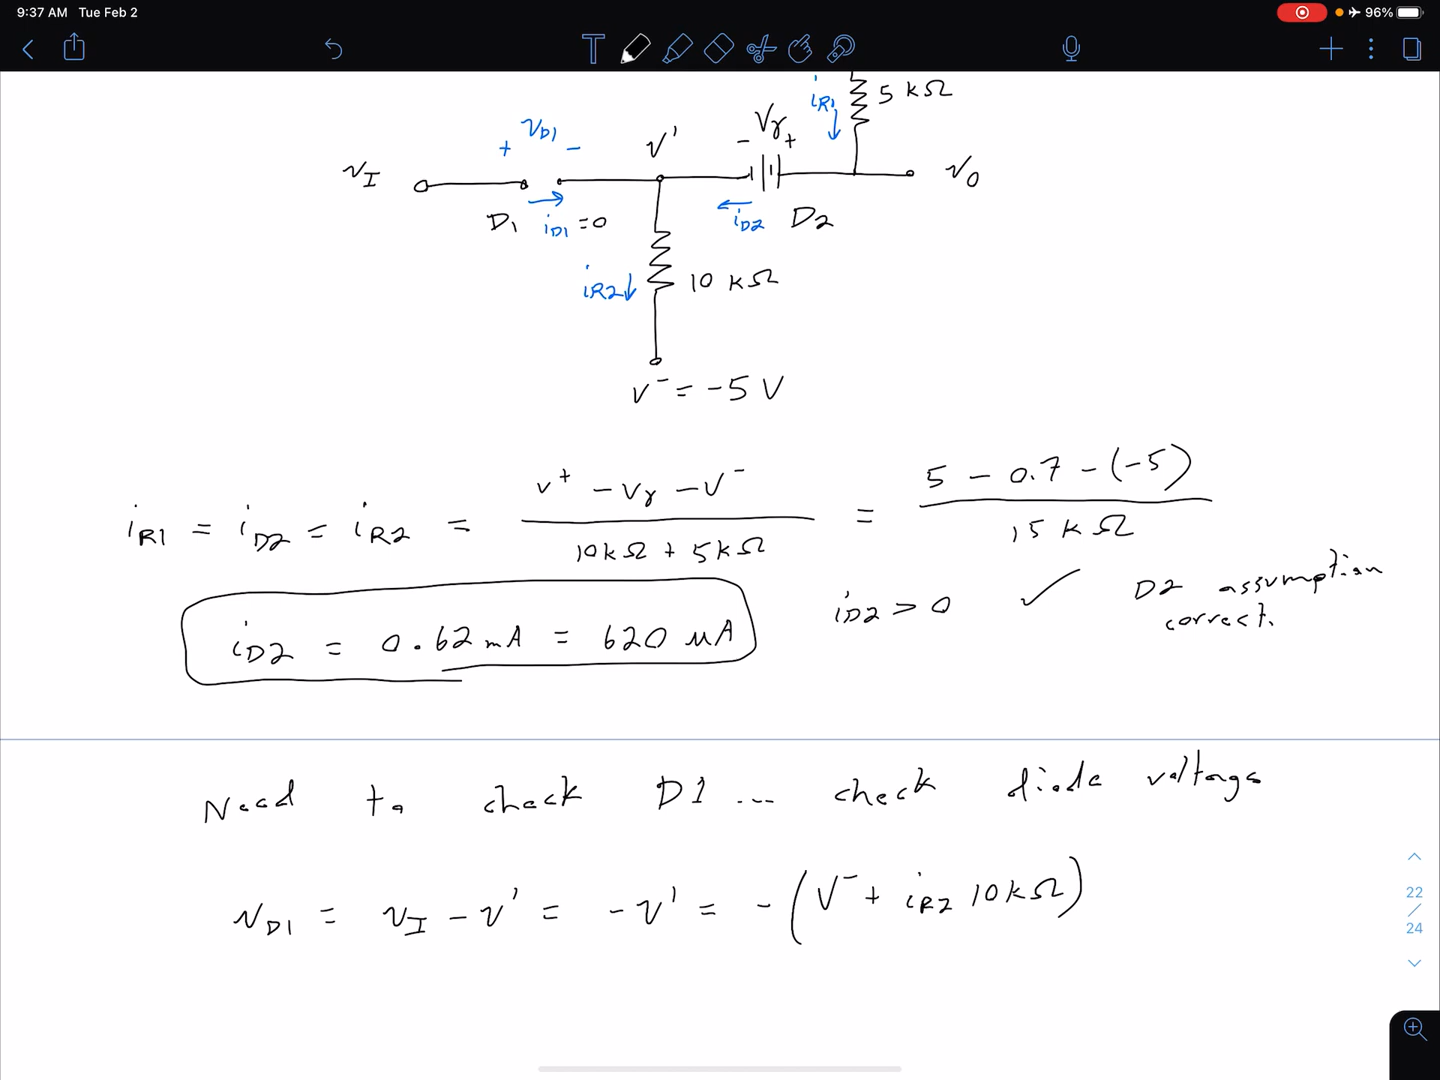 9:37 AM Tue Feb 2
96%
T
iR1
5 kΩ
+ vD1 −
v'
− Vγ +
vI
vO
D1 iD1 = 0
iD2 D2
iR2
10 kΩ
v⁻ = −5 V
iR1 = iD2 = iR2 = (v⁺ − Vγ − V⁻) / (10kΩ + 5kΩ) = (5 − 0.7 − (−5)) / (15 kΩ)
iD2 = 0.62 mA = 620 μA
iD2 > 0 ✓
D2 assumption
correct.
Need to check D1 ... check diode voltage
vD1 = vI − v' = −v' = −(V⁻ + iR2 10kΩ)
22
/
24